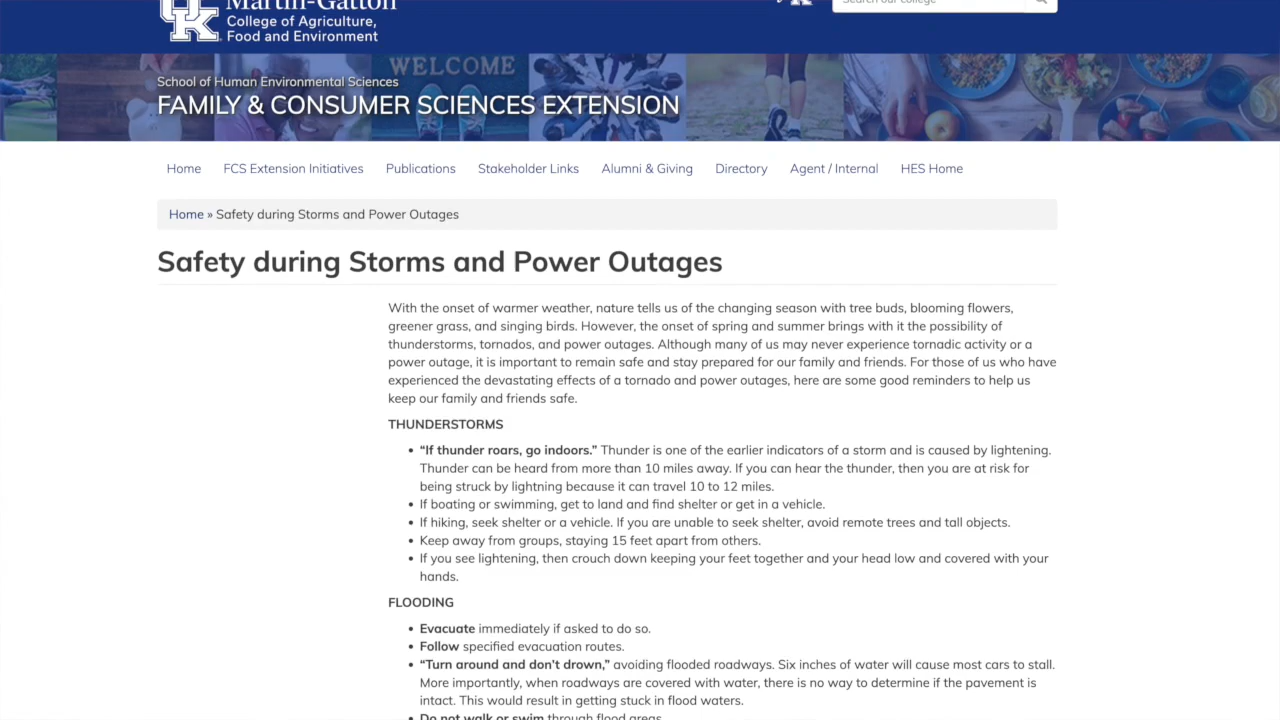 Martin-Gatton
College of Agriculture,
Food and Environment
UK
Search our college
WELCOME
School of Human Environmental Sciences
FAMILY & CONSUMER SCIENCES EXTENSION
Home FCS Extension Initiatives Publications Stakeholder Links Alumni & Giving Directory Agent / Internal HES Home
Home » Safety during Storms and Power Outages
Safety during Storms and Power Outages
With the onset of warmer weather, nature tells us of the changing season with tree buds, blooming flowers,
greener grass, and singing birds. However, the onset of spring and summer brings with it the possibility of
thunderstorms, tornados, and power outages. Although many of us may never experience tornadic activity or a
power outage, it is important to remain safe and stay prepared for our family and friends. For those of us who have
experienced the devastating effects of a tornado and power outages, here are some good reminders to help us
keep our family and friends safe.
THUNDERSTORMS
• “If thunder roars, go indoors.” Thunder is one of the earlier indicators of a storm and is caused by lightening.
Thunder can be heard from more than 10 miles away. If you can hear the thunder, then you are at risk for
being struck by lightning because it can travel 10 to 12 miles.
• If boating or swimming, get to land and find shelter or get in a vehicle.
• If hiking, seek shelter or a vehicle. If you are unable to seek shelter, avoid remote trees and tall objects.
• Keep away from groups, staying 15 feet apart from others.
• If you see lightening, then crouch down keeping your feet together and your head low and covered with your
hands.
FLOODING
• Evacuate immediately if asked to do so.
• Follow specified evacuation routes.
• “Turn around and don’t drown,” avoiding flooded roadways. Six inches of water will cause most cars to stall.
More importantly, when roadways are covered with water, there is no way to determine if the pavement is
intact. This would result in getting stuck in flood waters.
• Do not walk or swim through flood areas.